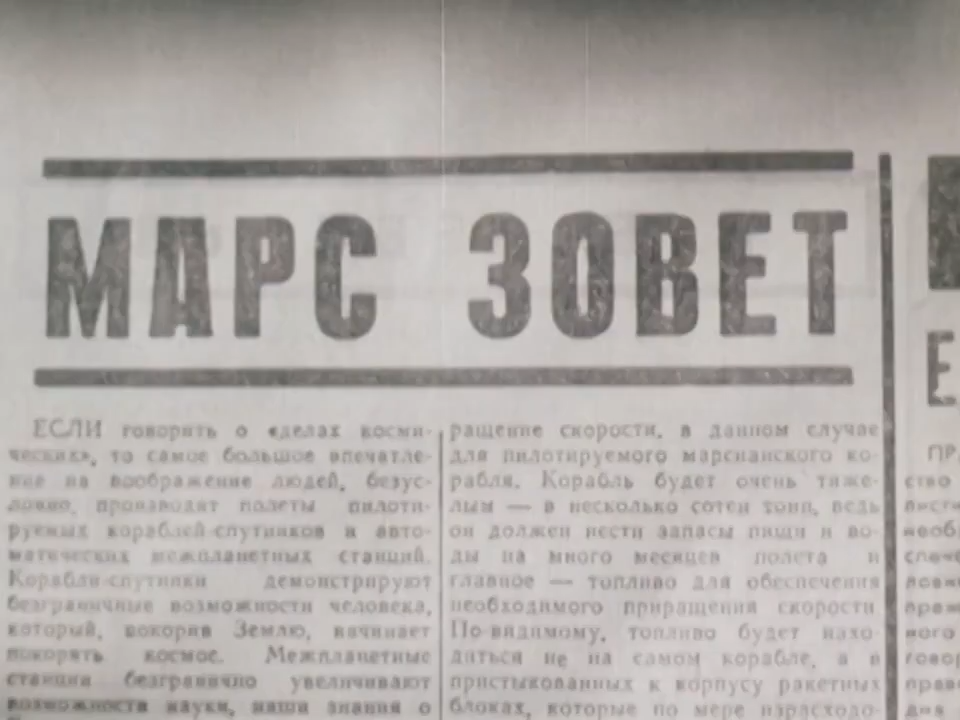 МАРС ЗОВЕТ
ЕСЛИ говорить о «делах косми-
ческих», то самое большое впечатле-
ние на воображение людей, безус-
ловно, производят полеты пилоти-
руемых кораблей-спутников и авто-
матических межпланетных станций.
Корабли-спутники демонстрируют
безграничные возможности человека,
который, покорив Землю, начинает
покорять космос. Межпланетные
станции безгранично увеличивают
возможности науки, наши знания о
ращение скорости, в данном случае
для пилотируемого марсианского ко-
рабля. Корабль будет очень тяже-
лым — в несколько сотен тонн, ведь
он должен нести запасы пищи и во-
ды на много месяцев полета и
главное — топливо для обеспечения
необходимого приращения скорости.
По-видимому, топливо будет нахо-
диться не на самом корабле, а в
пристыкованных к корпусу ракетных
блоках, которые по мере израсходо-
Е
ПР
ство
необ
ного
говор